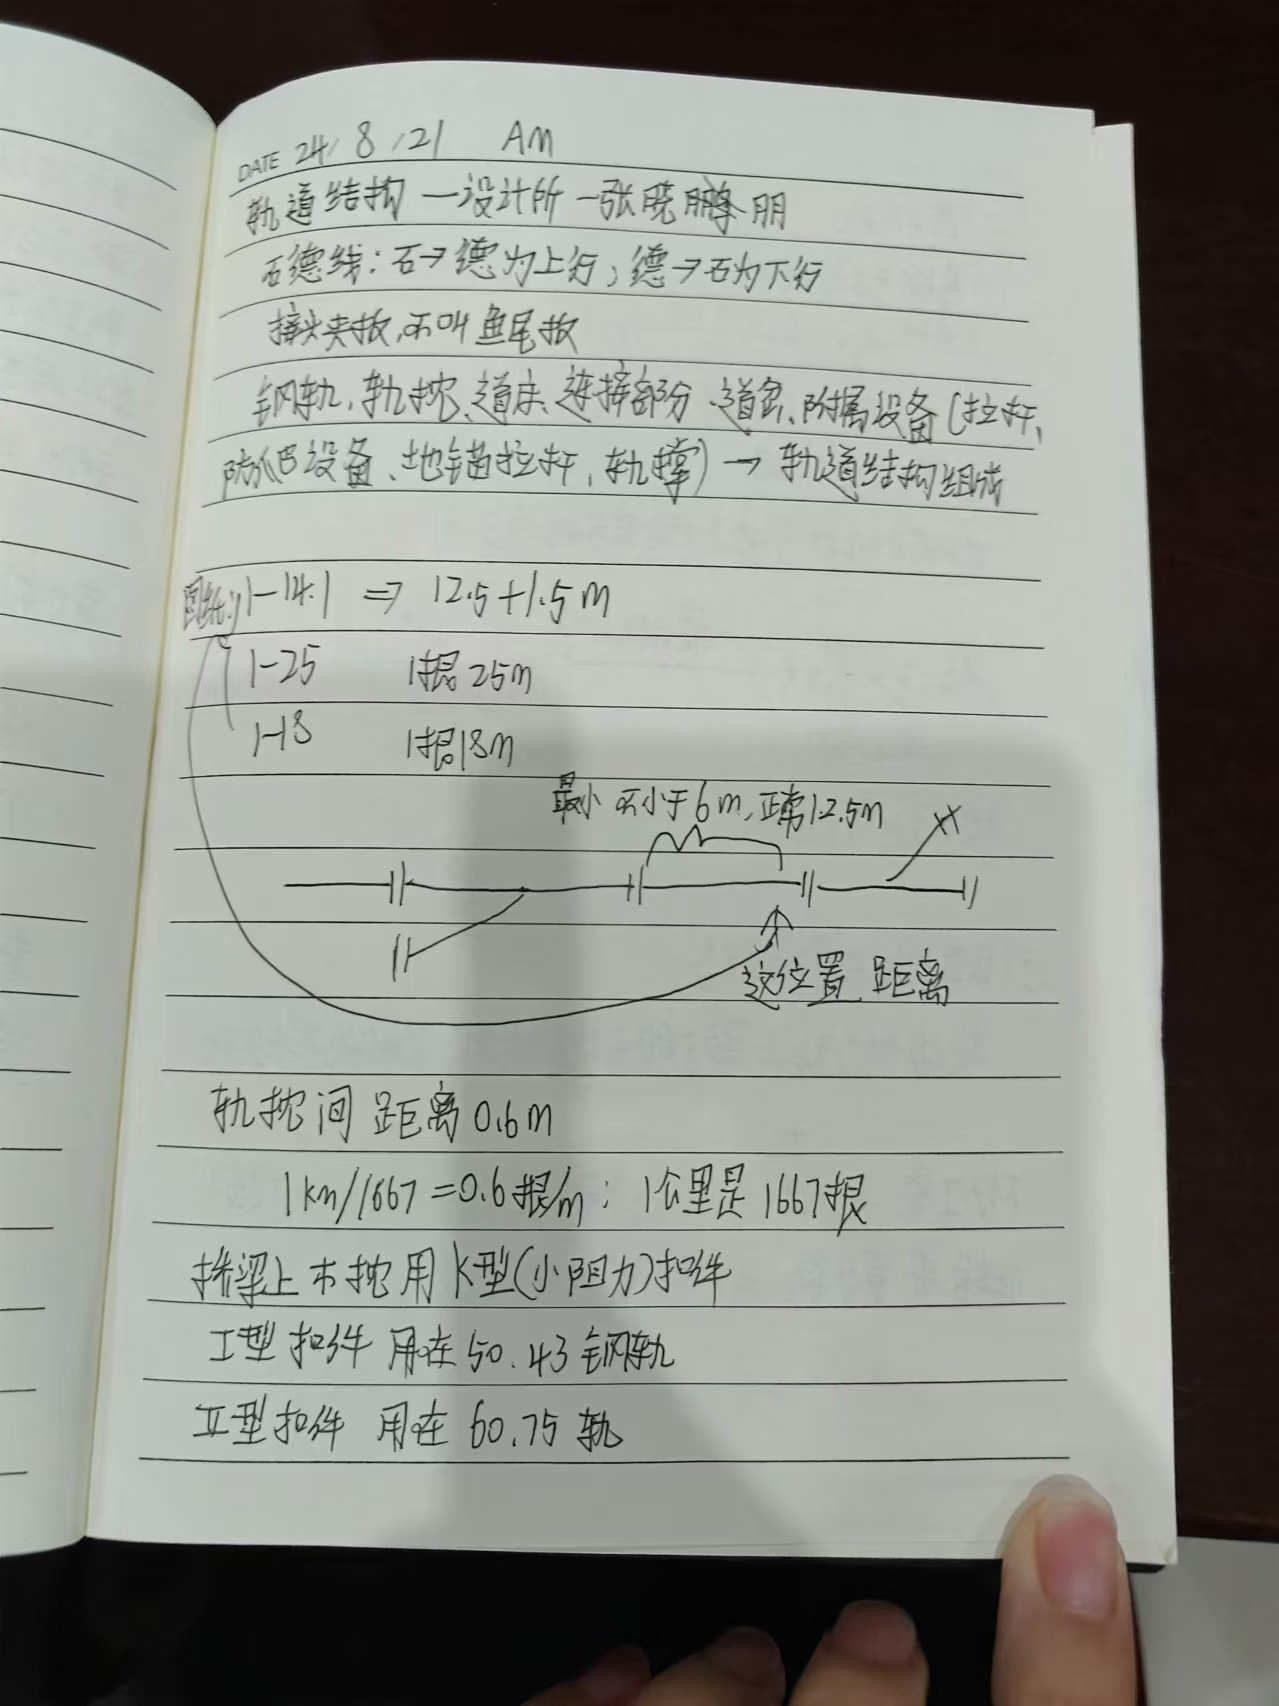 DATE 24 / 8 / 21 AM
轨道结构 — 设计所 — 张晓鹏 朋
石德线：石→德为上行，德→石为下行
接头夹板，不叫鱼尾板
钢轨、轨枕、道床、连接部分、道岔、附属设备（拉杆、
防爬设备、地锚拉杆、轨撑）→ 轨道结构组成
图纸：1-14.1 ⇒ 12.5+1.5m
1-25 1根 25m
1-18 1根18m
最小 不小于6m，正常12.5m
这位置 距离
轨枕间 距离0.6m
1km/1667=0.6根/m；1公里是1667根
桥梁上木枕用K型（小阻力）扣件
I型 扣件 用在50.43钢轨
II型扣件 用在 60.75 轨